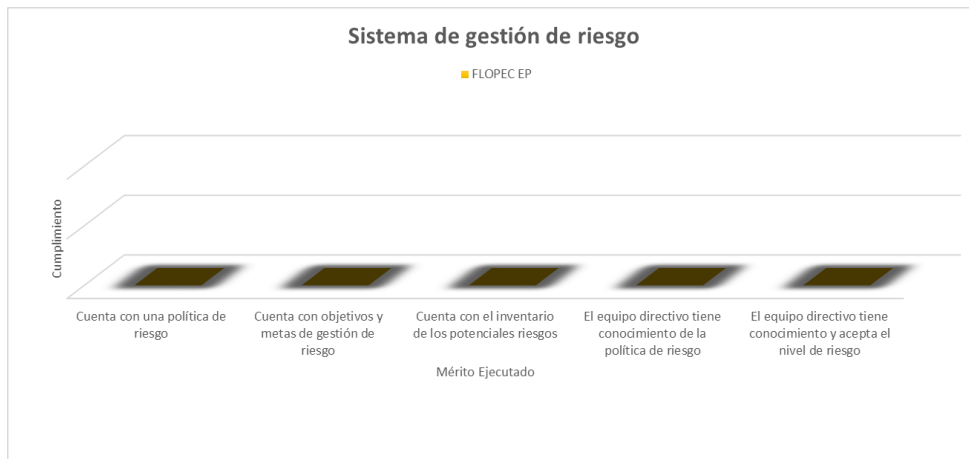 Sistema de gestión de riesgo
FLOPEC EP
Cumplimiento
Cuenta con una política de
riesgo
Cuenta con objetivos y
metas de gestión de
riesgo
Cuenta con el inventario
de los potenciales riesgos
El equipo directivo tiene
conocimiento de la
política de riesgo
El equipo directivo tiene
conocimiento y acepta el
nivel de riesgo
Mérito Ejecutado